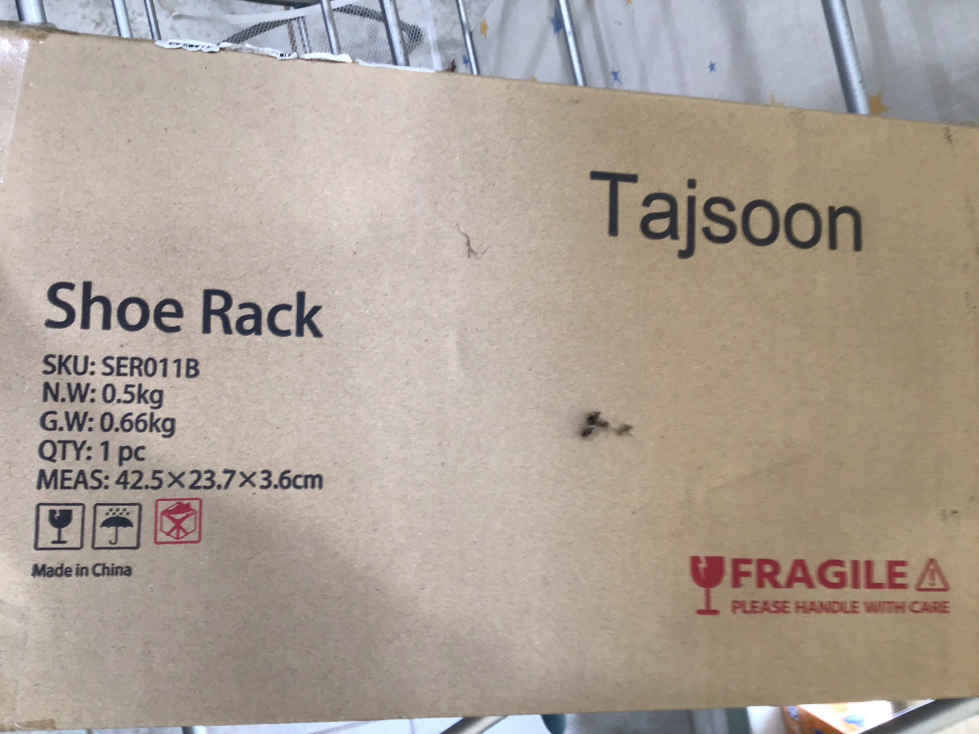 Tajsoon
Shoe Rack
SKU: SER011B
N.W: 0.5kg
G.W: 0.66kg
QTY: 1 pc
MEAS: 42.5×23.7×3.6cm
Made in China
FRAGILE
PLEASE HANDLE WITH CARE